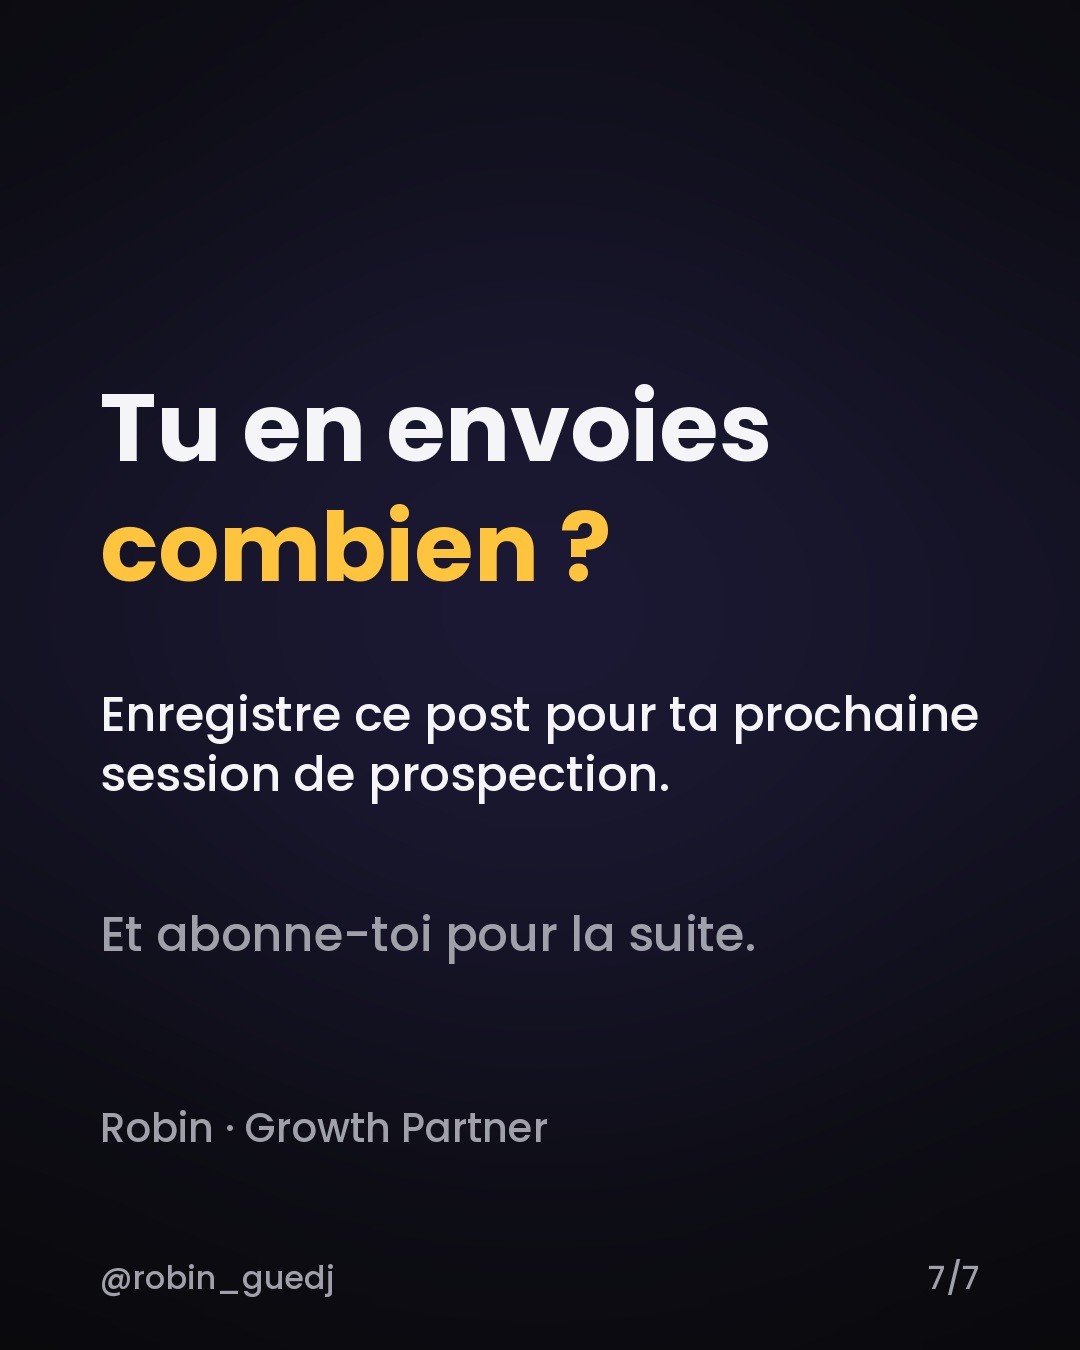 Tu en envoies
combien ?
Enregistre ce post pour ta prochaine
session de prospection.
Et abonne-toi pour la suite.
Robin · Growth Partner
@robin_guedj
7/7